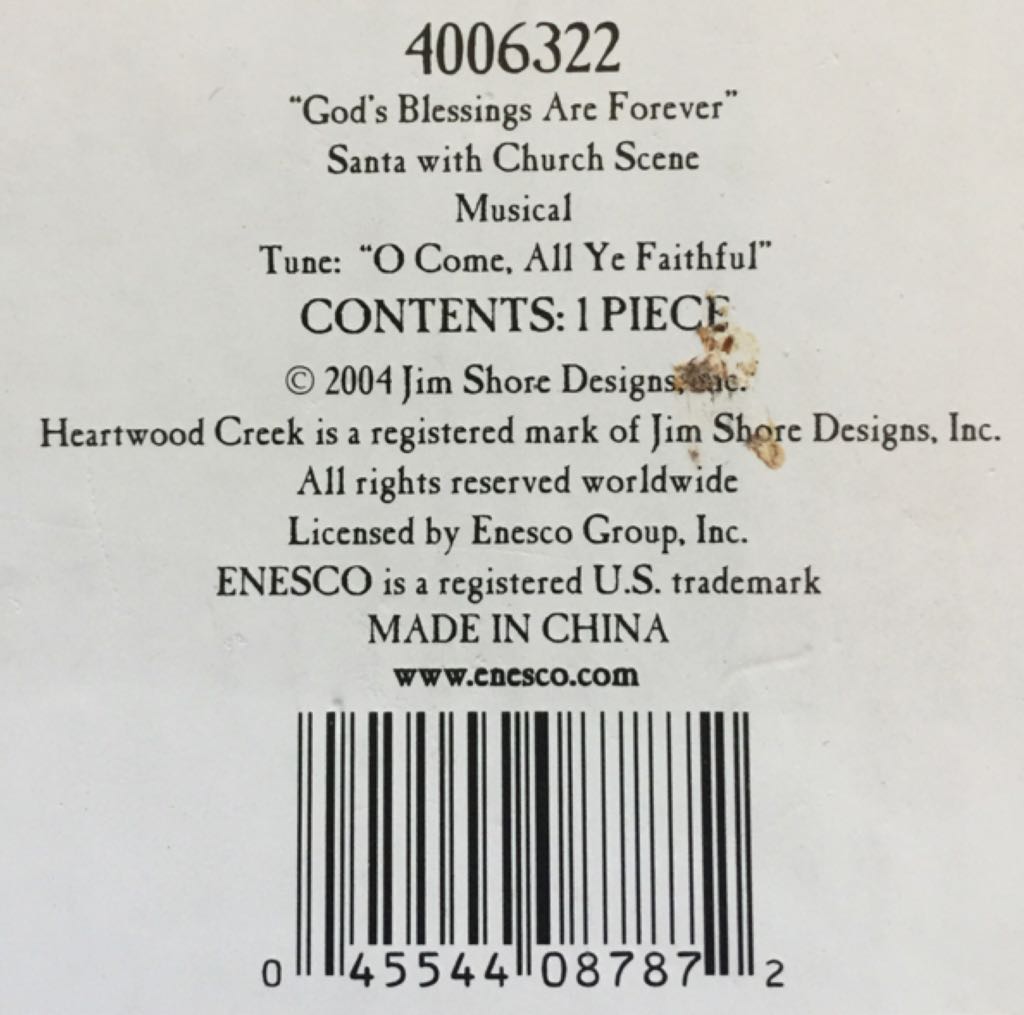 4006322
"God's Blessings Are Forever"
Santa with Church Scene
Musical
Tune: "O Come, All Ye Faithful"
CONTENTS: 1 PIECE
© 2004 Jim Shore Designs, Inc.
Heartwood Creek is a registered mark of Jim Shore Designs, Inc.
All rights reserved worldwide
Licensed by Enesco Group, Inc.
ENESCO is a registered U.S. trademark
MADE IN CHINA
www.enesco.com
0 45544 08787 2